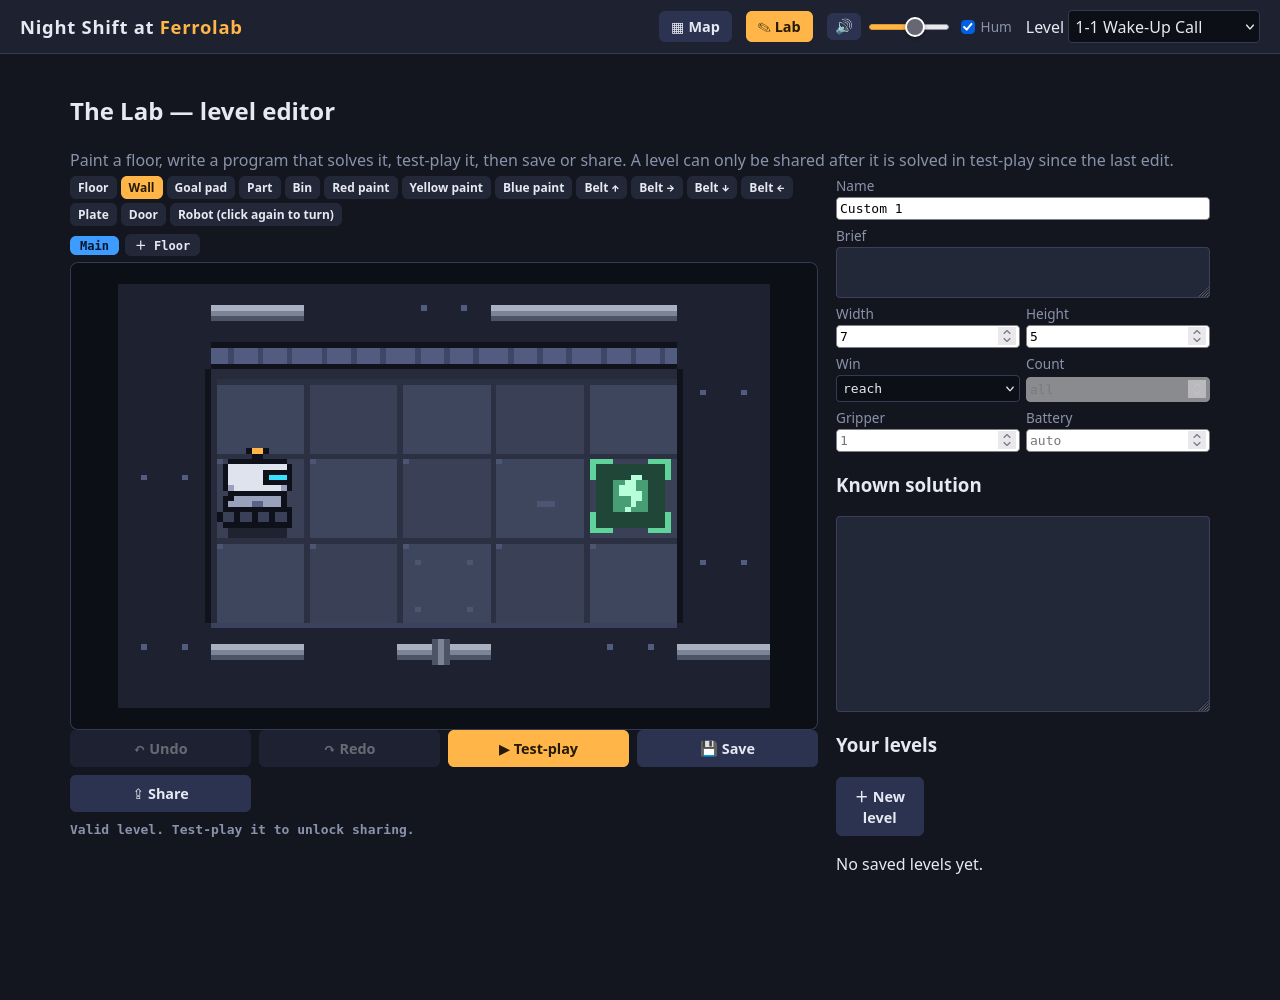 Night Shift at Ferrolab
▦ Map
✎ Lab
🔊
Hum
Level
1-1 Wake-Up Call
The Lab — level editor
Paint a floor, write a program that solves it, test-play it, then save or share. A level can only be shared after it is solved in test-play since the last edit.
Floor
Wall
Goal pad
Part
Bin
Red paint
Yellow paint
Blue paint
Belt ↑
Belt →
Belt ↓
Belt ←
Plate
Door
Robot (click again to turn)
Main
+ Floor
↶ Undo
↷ Redo
▶ Test-play
💾 Save
⇪ Share
Valid level. Test-play it to unlock sharing.
Name
Custom 1
Brief
Width
Height
7
5
Win
Count
reach
all
Gripper
Battery
1
auto
Known solution
Your levels
+ New
level
No saved levels yet.